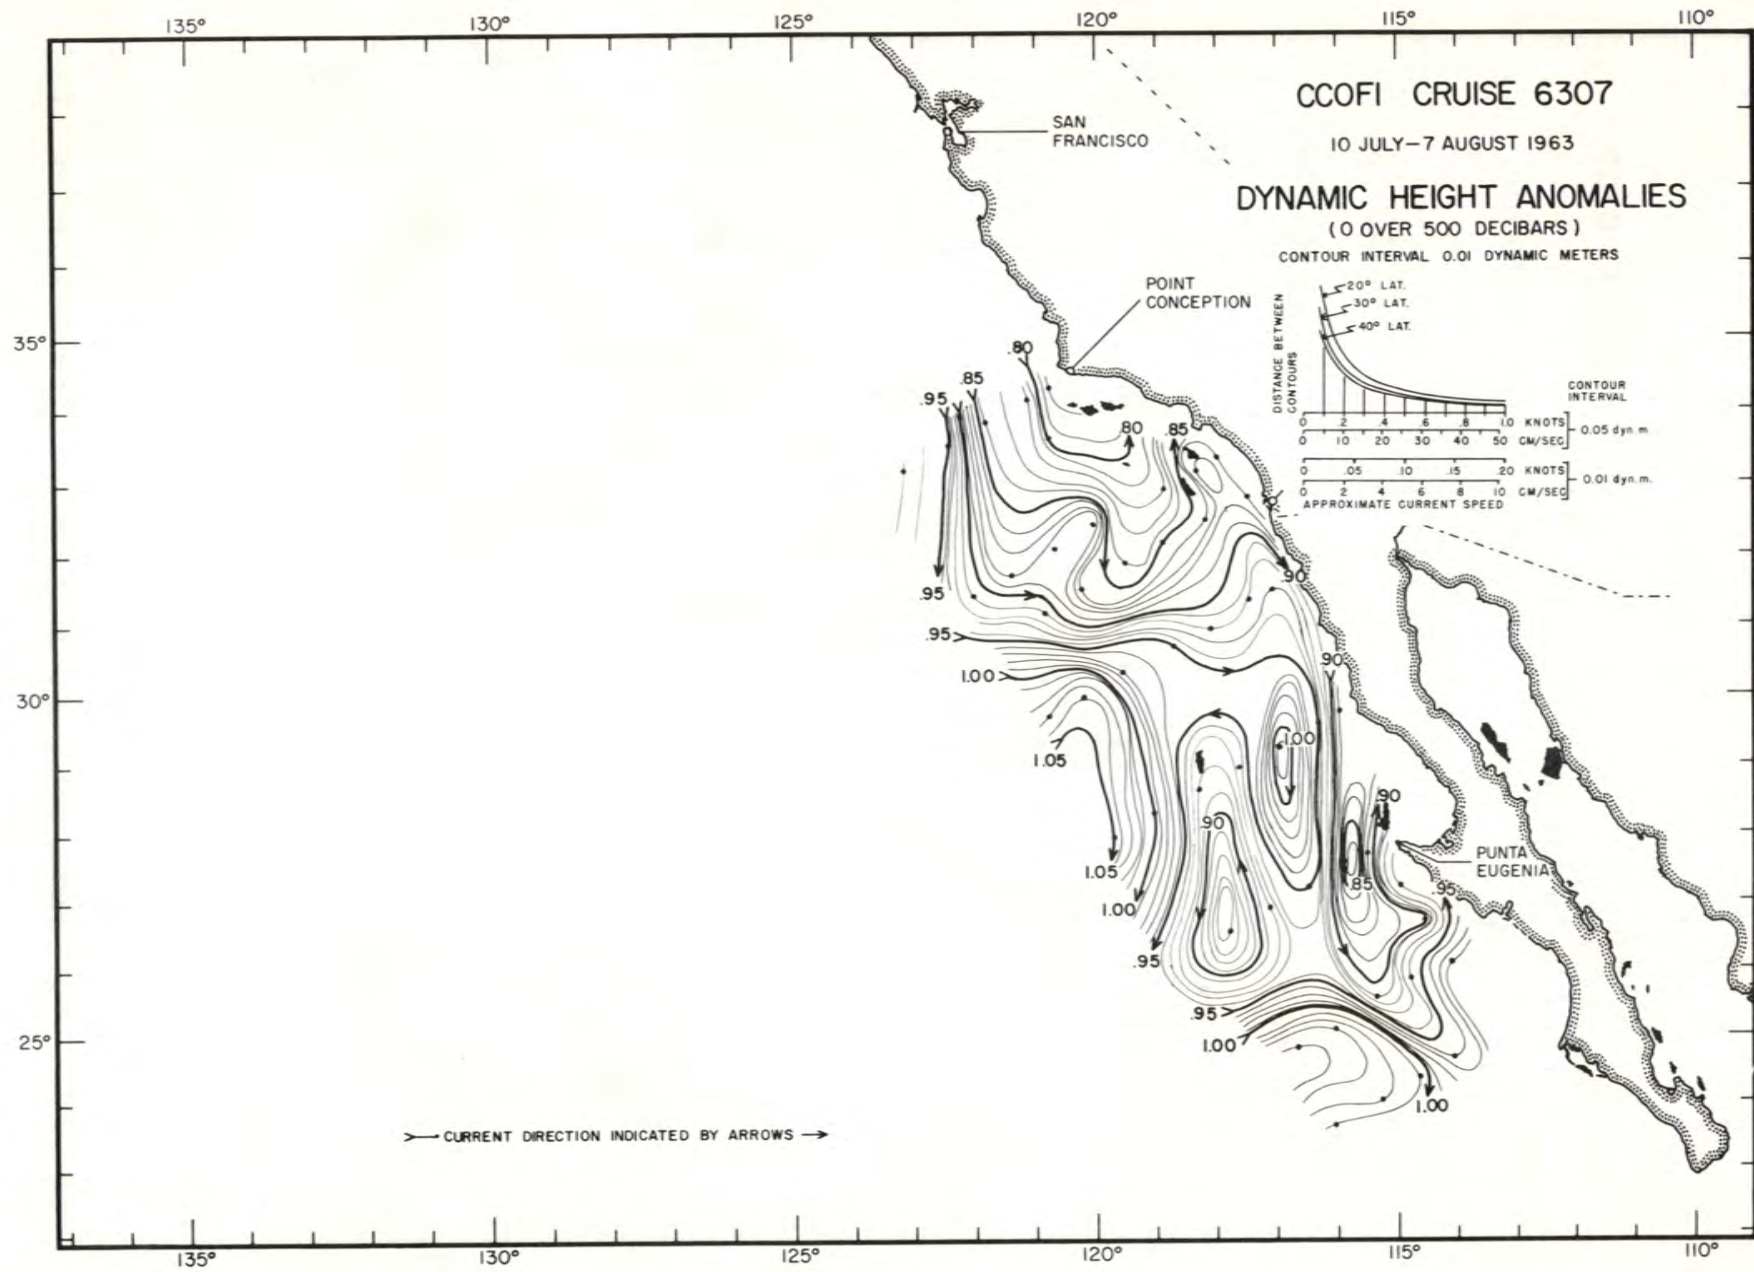 135°
130°
125°
120°
115°
110°
CCOFI CRUISE 6307
10 JULY–7 AUGUST 1963
DYNAMIC HEIGHT ANOMALIES
(0 OVER 500 DECIBARS)
CONTOUR INTERVAL 0.01 DYNAMIC METERS
20° LAT.
30° LAT.
40° LAT.
DISTANCE BETWEEN
CONTOURS
CONTOUR
INTERVAL
0 .2 .4 .6 .8 1.0 KNOTS
0 10 20 30 40 50 CM/SEC
0.05 dyn. m
0 .05 .10 .15 .20 KNOTS
0 2 4 6 8 10 CM/SEC
0.01 dyn. m.
APPROXIMATE CURRENT SPEED
SAN
FRANCISCO
POINT
CONCEPTION
35°
.80
.85
.95
.80
.85
.90
.95
.95
.90
30°
1.00
1.00
1.05
.90
.90
PUNTA
EUGENIA
1.05
.85
.95
1.00
.95
.95
25°
1.00
1.00
CURRENT DIRECTION INDICATED BY ARROWS
135°
130°
125°
120°
115°
110°